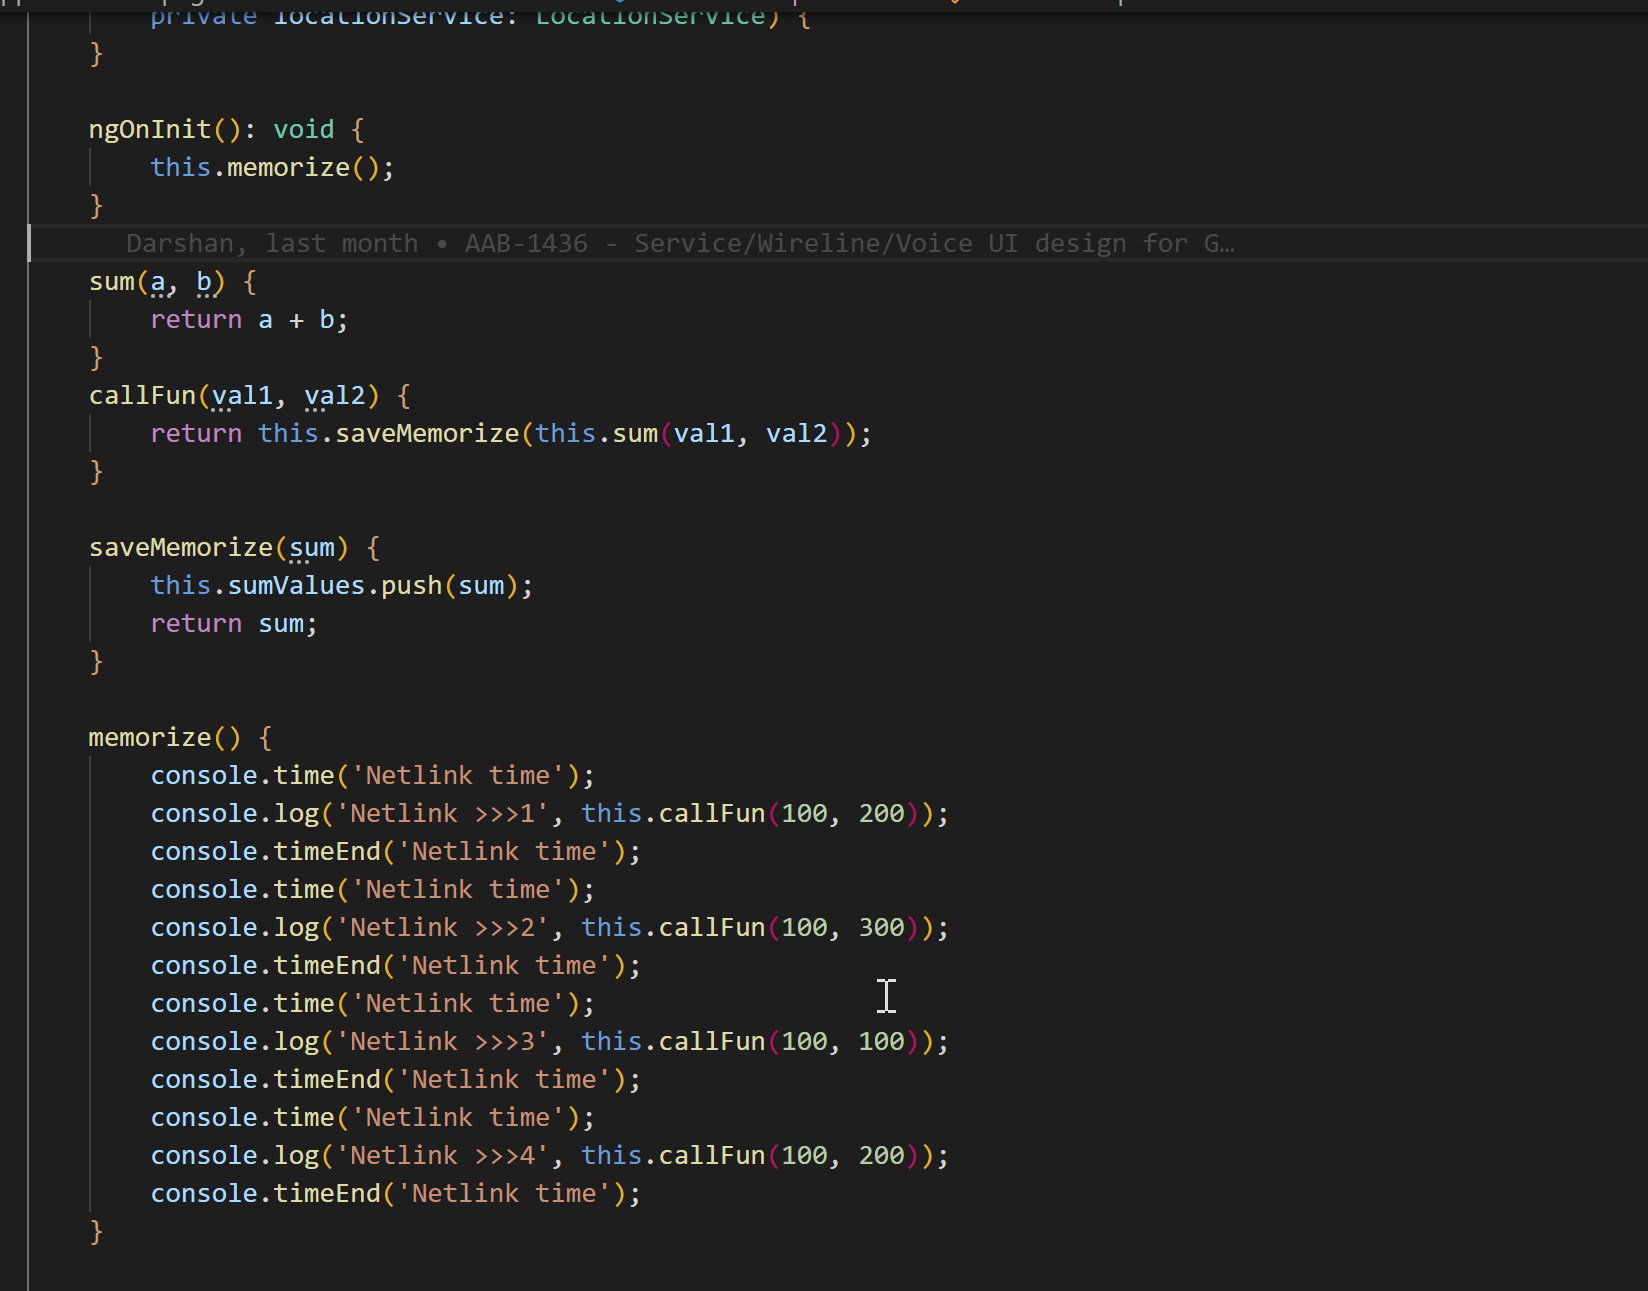 private locationService: LocationService) {
}
ngOnInit(): void {
this.memorize();
}
Darshan, last month • AAB-1436 - Service/Wireline/Voice UI design for G…
sum(a, b) {
return a + b;
}
callFun(val1, val2) {
return this.saveMemorize(this.sum(val1, val2));
}
saveMemorize(sum) {
this.sumValues.push(sum);
return sum;
}
memorize() {
console.time('Netlink time');
console.log('Netlink >>>1', this.callFun(100, 200));
console.timeEnd('Netlink time');
console.time('Netlink time');
console.log('Netlink >>>2', this.callFun(100, 300));
console.timeEnd('Netlink time');
console.time('Netlink time');
console.log('Netlink >>>3', this.callFun(100, 100));
console.timeEnd('Netlink time');
console.time('Netlink time');
console.log('Netlink >>>4', this.callFun(100, 200));
console.timeEnd('Netlink time');
}